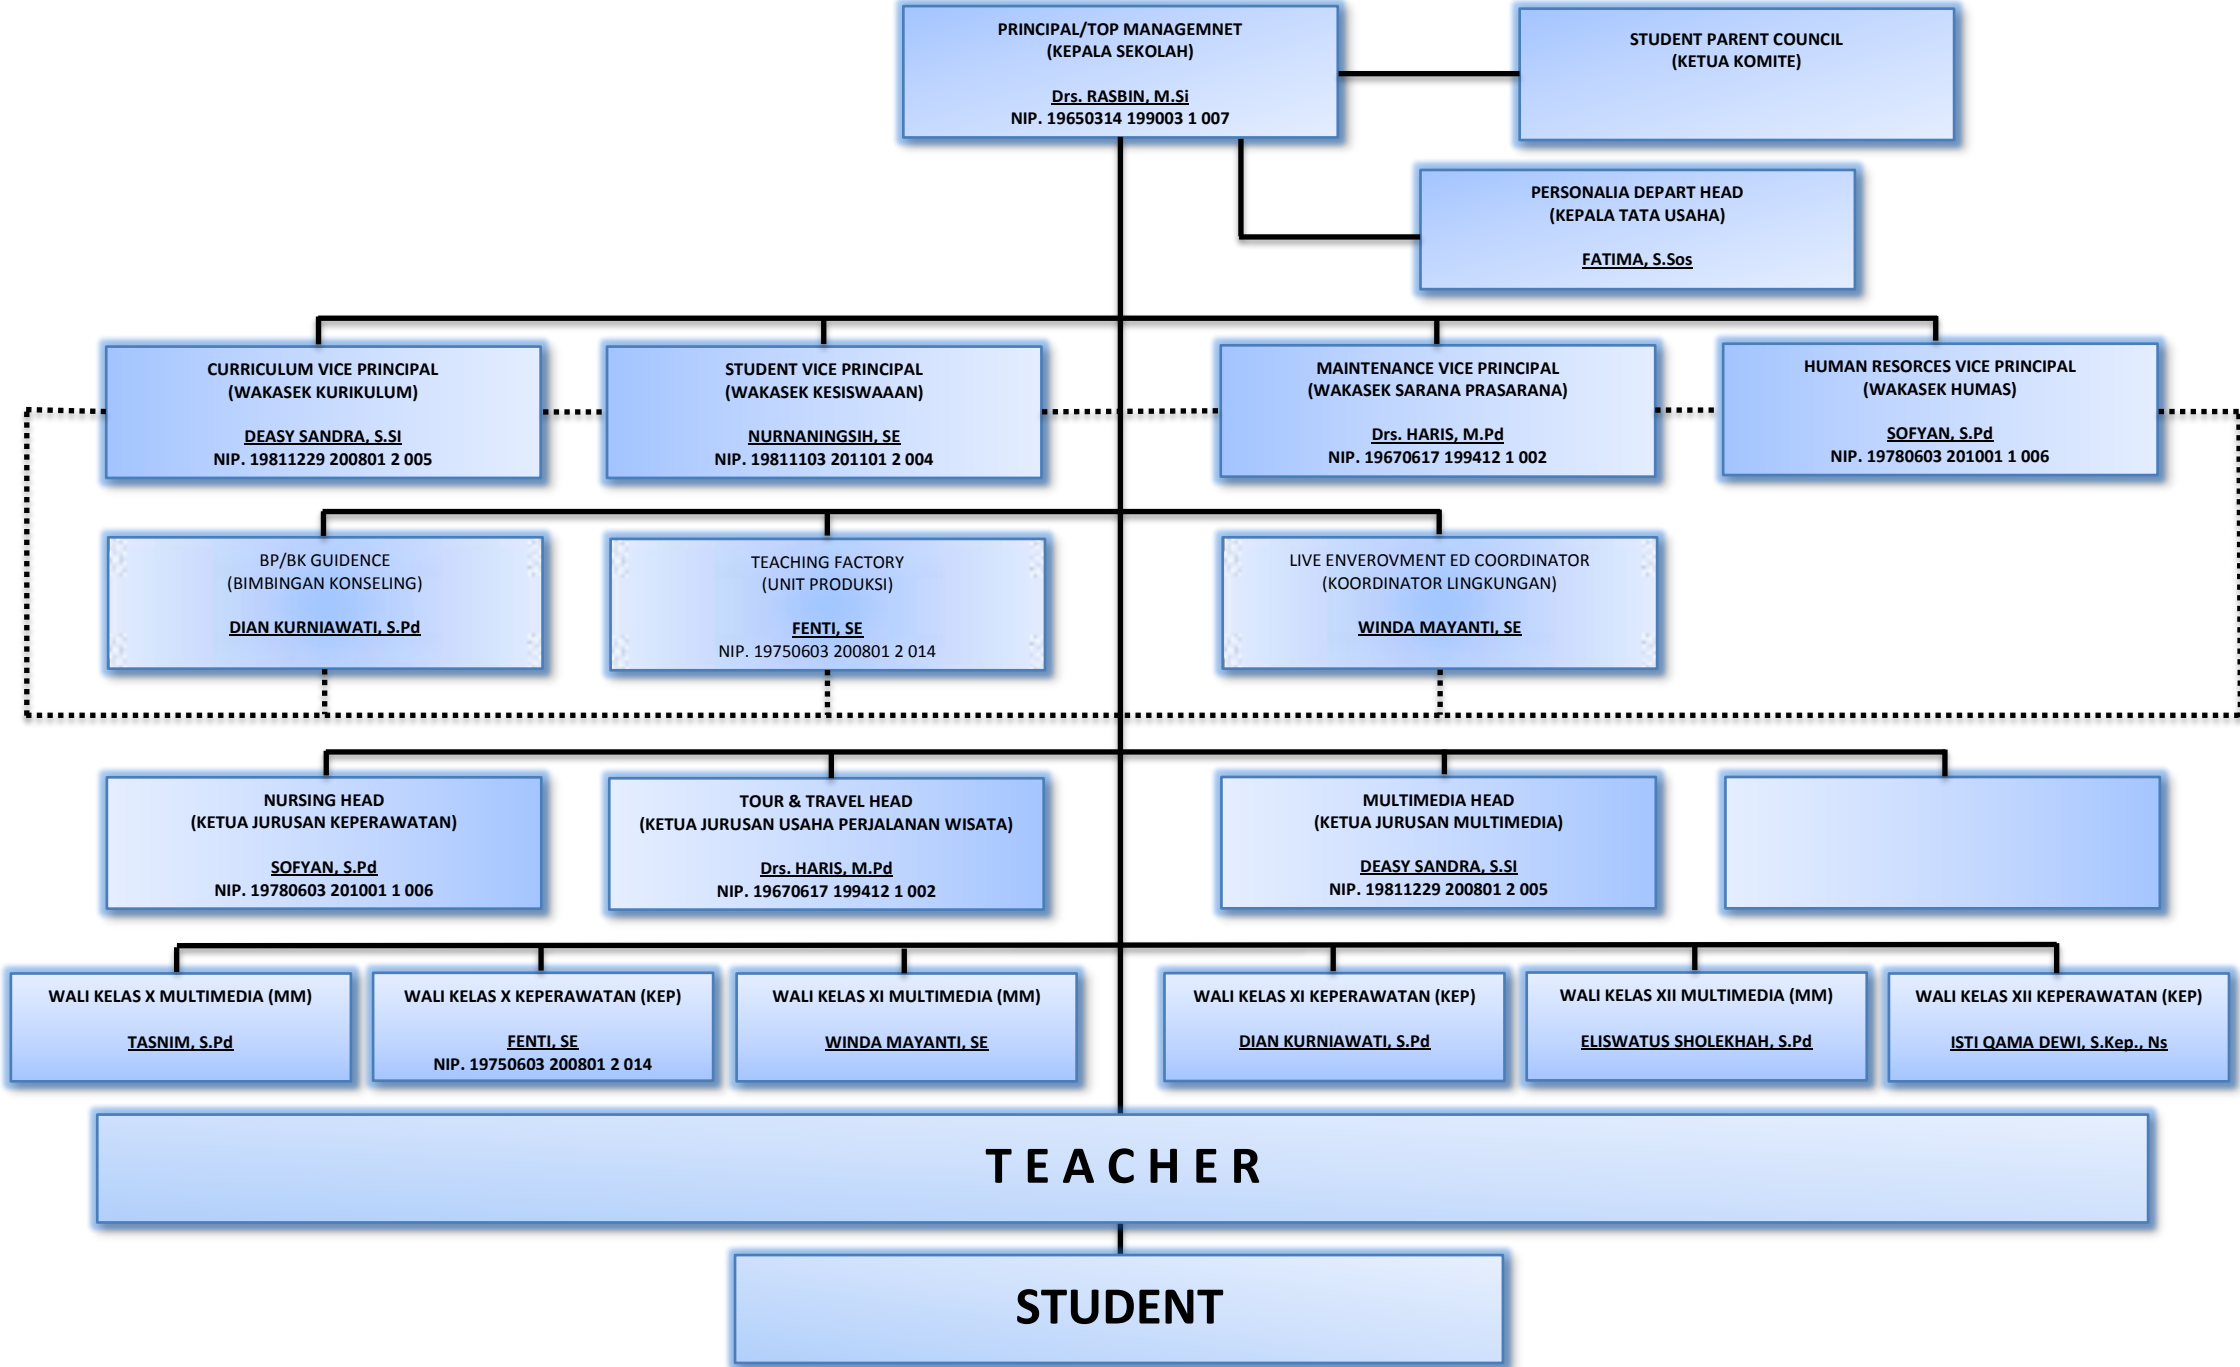 PRINCIPAL/TOP MANAGEMNET
(KEPALA SEKOLAH)
Drs. RASBIN, M.Si
NIP. 19650314 199003 1 007
STUDENT PARENT COUNCIL
(KETUA KOMITE)
PERSONALIA DEPART HEAD
(KEPALA TATA USAHA)
FATIMA, S.Sos
CURRICULUM VICE PRINCIPAL
(WAKASEK KURIKULUM)
DEASY SANDRA, S.SI
NIP. 19811229 200801 2 005
STUDENT VICE PRINCIPAL
(WAKASEK KESISWAAAN)
NURNANINGSIH, SE
NIP. 19811103 201101 2 004
MAINTENANCE VICE PRINCIPAL
(WAKASEK SARANA PRASARANA)
Drs. HARIS, M.Pd
NIP. 19670617 199412 1 002
HUMAN RESORCES VICE PRINCIPAL
(WAKASEK HUMAS)
SOFYAN, S.Pd
NIP. 19780603 201001 1 006
BP/BK GUIDENCE
(BIMBINGAN KONSELING)
DIAN KURNIAWATI, S.Pd
TEACHING FACTORY
(UNIT PRODUKSI)
FENTI, SE
NIP. 19750603 200801 2 014
LIVE ENVEROVMENT ED COORDINATOR
(KOORDINATOR LINGKUNGAN)
WINDA MAYANTI, SE
NURSING HEAD
(KETUA JURUSAN KEPERAWATAN)
SOFYAN, S.Pd
NIP. 19780603 201001 1 006
TOUR & TRAVEL HEAD
(KETUA JURUSAN USAHA PERJALANAN WISATA)
Drs. HARIS, M.Pd
NIP. 19670617 199412 1 002
MULTIMEDIA HEAD
(KETUA JURUSAN MULTIMEDIA)
DEASY SANDRA, S.SI
NIP. 19811229 200801 2 005
WALI KELAS X MULTIMEDIA (MM)
TASNIM, S.Pd
WALI KELAS X KEPERAWATAN (KEP)
FENTI, SE
NIP. 19750603 200801 2 014
WALI KELAS XI MULTIMEDIA (MM)
WINDA MAYANTI, SE
WALI KELAS XI KEPERAWATAN (KEP)
DIAN KURNIAWATI, S.Pd
WALI KELAS XII MULTIMEDIA (MM)
ELISWATUS SHOLEKHAH, S.Pd
WALI KELAS XII KEPERAWATAN (KEP)
ISTI QAMA DEWI, S.Kep., Ns
T E A C H E R
STUDENT